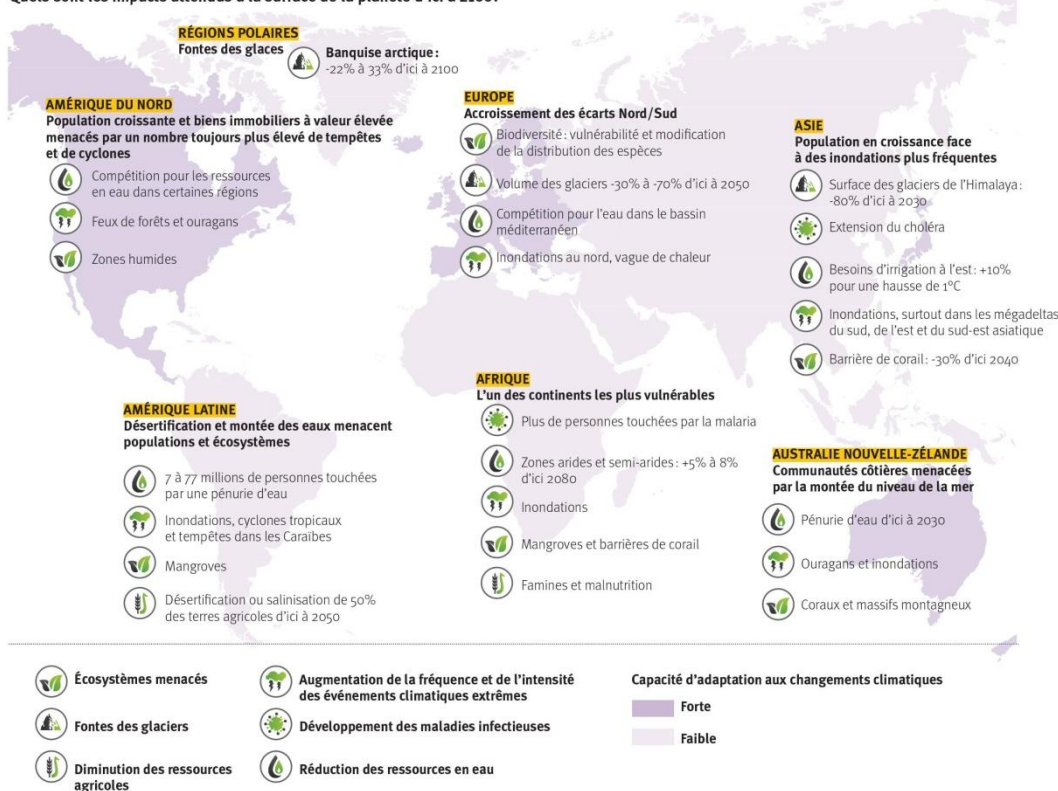 Quels sont les impacts attendus à la surface de la planète d'ici à 2100?
RÉGIONS POLAIRES
Fontes des glaces
Banquise arctique :
-22% à 33% d'ici à 2100
AMÉRIQUE DU NORD
Population croissante et biens immobiliers à valeur élevée
menacés par un nombre toujours plus élevé de tempêtes
et de cyclones
Compétition pour les ressources
en eau dans certaines régions
Feux de forêts et ouragans
Zones humides
EUROPE
Accroissement des écarts Nord/Sud
Biodiversité : vulnérabilité et modification
de la distribution des espèces
Volume des glaciers -30% à -70% d'ici à 2050
Compétition pour l'eau dans le bassin
méditerranéen
Inondations au nord, vague de chaleur
ASIE
Population en croissance face
à des inondations plus fréquentes
Surface des glaciers de l'Himalaya :
-80% d'ici à 2030
Extension du choléra
Besoins d'irrigation à l'est : +10%
pour une hausse de 1°C
Inondations, surtout dans les mégadeltas
du sud, de l'est et du sud-est asiatique
Barrière de corail : -30% d'ici 2040
AMÉRIQUE LATINE
Désertification et montée des eaux menacent
populations et écosystèmes
7 à 77 millions de personnes touchées
par une pénurie d'eau
Inondations, cyclones tropicaux
et tempêtes dans les Caraïbes
Mangroves
Désertification ou salinisation de 50%
des terres agricoles d'ici à 2050
AFRIQUE
L'un des continents les plus vulnérables
Plus de personnes touchées par la malaria
Zones arides et semi-arides : +5% à 8%
d'ici 2080
Inondations
Mangroves et barrières de corail
Famines et malnutrition
AUSTRALIE NOUVELLE-ZÉLANDE
Communautés côtières menacées
par la montée du niveau de la mer
Pénurie d'eau d'ici à 2030
Ouragans et inondations
Coraux et massifs montagneux
Écosystèmes menacés
Fontes des glaciers
Diminution des ressources
agricoles
Augmentation de la fréquence et de l'intensité
des événements climatiques extrêmes
Développement des maladies infectieuses
Réduction des ressources en eau
Capacité d'adaptation aux changements climatiques
Forte
Faible